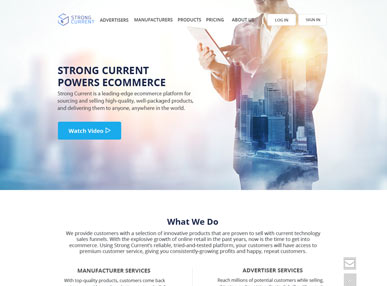 STRONG
CURRENT
ADVERTISERS MANUFACTURERS PRODUCTS PRICING ABOUT US LOG IN SIGN IN
STRONG CURRENT
POWERS ECOMMERCE
Strong Current is a leading-edge ecommerce platform for
sourcing and selling high-quality, well-packaged products,
and delivering them to anyone, anywhere in the world.
Watch Video
What We Do
We provide customers with a selection of innovative products that are proven to sell with current technology
sales funnels. With the explosive growth of online retail in the past years, now is the time to get into
ecommerce. Using Strong Current's reliable, tried-and-tested platform, your customers will have access to
premium customer service, giving you consistently-growing profits and happy, repeat customers.
MANUFACTURER SERVICES
With top-quality products, customers come back
ADVERTISER SERVICES
Reach millions of potential customers while selling